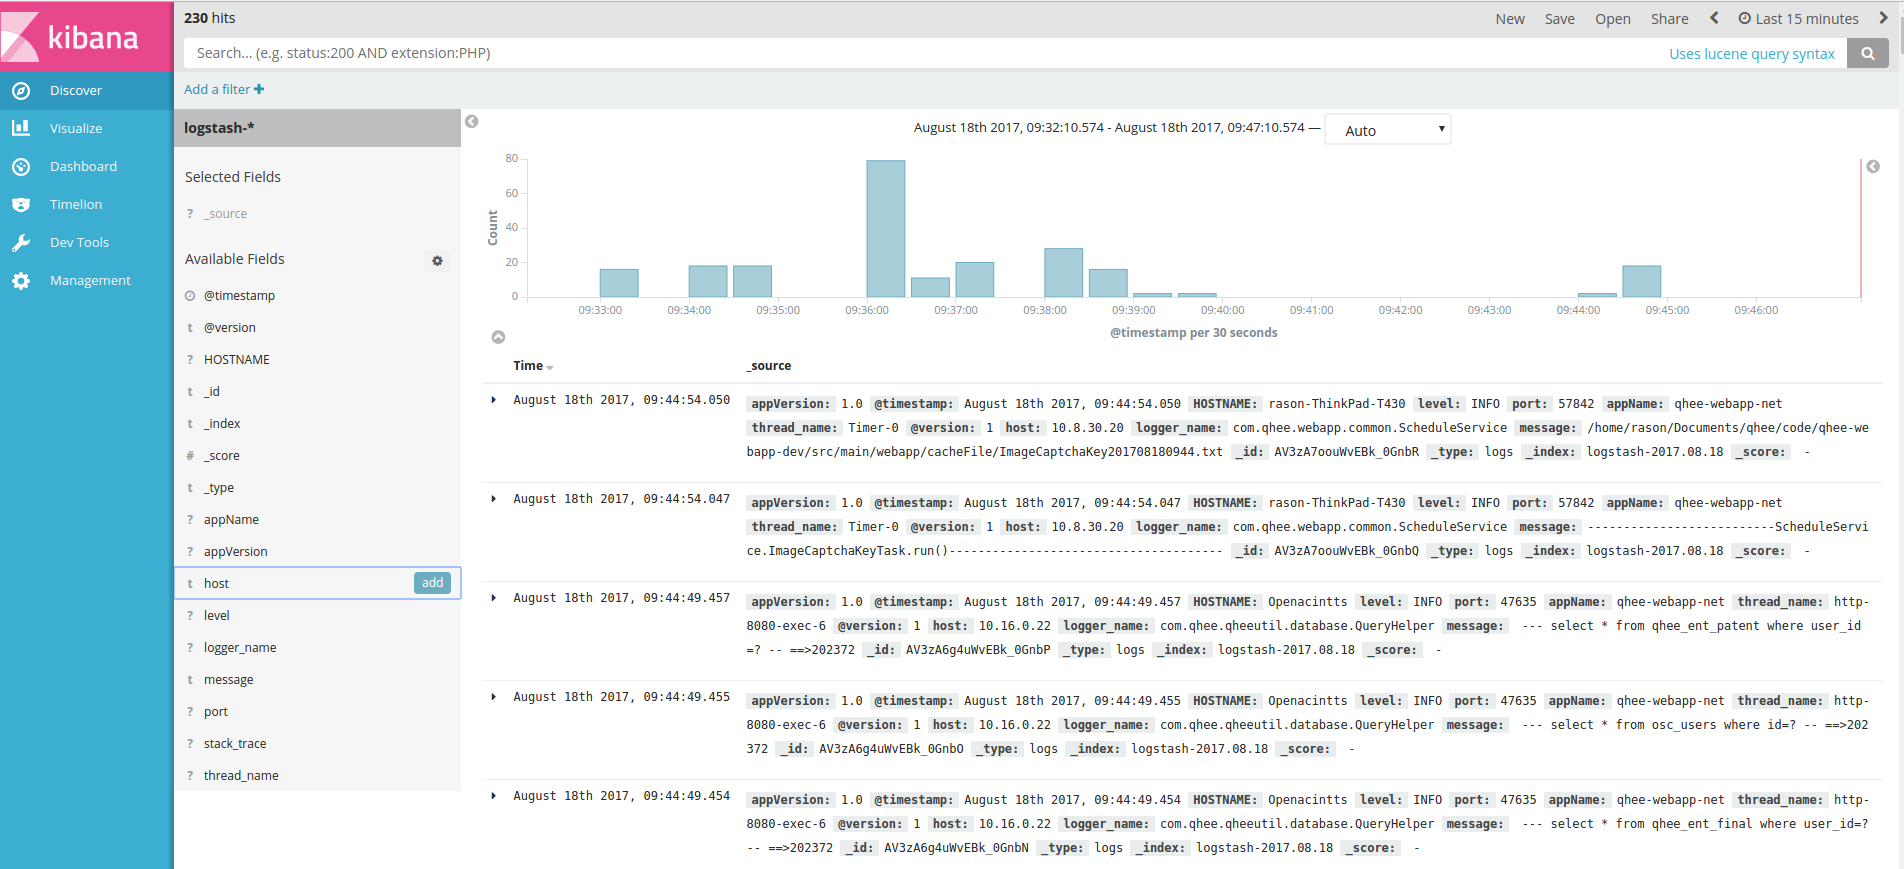 kibana
Discover
Visualize
Dashboard
Timelion
Dev Tools
Management
230 hits
New Save Open Share Last 15 minutes
Search... (e.g. status:200 AND extension:PHP) Uses lucene query syntax
Add a filter
logstash-*
Selected Fields
? _source
Available Fields
@timestamp
t @version
? HOSTNAME
t _id
t _index
# _score
t _type
? appName
? appVersion
t host add
? level
? logger_name
t message
? port
? stack_trace
? thread_name
August 18th 2017, 09:32:10.574 - August 18th 2017, 09:47:10.574 — Auto
Count
80
60
40
20
0
09:33:00 09:34:00 09:35:00 09:36:00 09:37:00 09:38:00 09:39:00 09:40:00 09:41:00 09:42:00 09:43:00 09:44:00 09:45:00 09:46:00
@timestamp per 30 seconds
Time _source
August 18th 2017, 09:44:54.050 appVersion: 1.0 @timestamp: August 18th 2017, 09:44:54.050 HOSTNAME: rason-ThinkPad-T430 level: INFO port: 57842 appName: qhee-webapp-net
thread_name: Timer-0 @version: 1 host: 10.8.30.20 logger_name: com.qhee.webapp.common.ScheduleService message: /home/rason/Documents/qhee/code/qhee-we
bapp-dev/src/main/webapp/cacheFile/ImageCaptchaKey201708180944.txt _id: AV3zA7oouWvEBk_0GnbR _type: logs _index: logstash-2017.08.18 _score: -
August 18th 2017, 09:44:54.047 appVersion: 1.0 @timestamp: August 18th 2017, 09:44:54.047 HOSTNAME: rason-ThinkPad-T430 level: INFO port: 57842 appName: qhee-webapp-net
thread_name: Timer-0 @version: 1 host: 10.8.30.20 logger_name: com.qhee.webapp.common.ScheduleService message: --------------------------ScheduleServi
ce.ImageCaptchaKeyTask.run()-------------------------------------- _id: AV3zA7oouWvEBk_0GnbQ _type: logs _index: logstash-2017.08.18 _score: -
August 18th 2017, 09:44:49.457 appVersion: 1.0 @timestamp: August 18th 2017, 09:44:49.457 HOSTNAME: Openacintts level: INFO port: 47635 appName: qhee-webapp-net thread_name: http-
8080-exec-6 @version: 1 host: 10.16.0.22 logger_name: com.qhee.qheeutil.database.QueryHelper message: --- select * from qhee_ent_patent where user_id
=? -- ==>202372 _id: AV3zA6g4uWvEBk_0GnbP _type: logs _index: logstash-2017.08.18 _score: -
August 18th 2017, 09:44:49.455 appVersion: 1.0 @timestamp: August 18th 2017, 09:44:49.455 HOSTNAME: Openacintts level: INFO port: 47635 appName: qhee-webapp-net thread_name: http-
8080-exec-6 @version: 1 host: 10.16.0.22 logger_name: com.qhee.qheeutil.database.QueryHelper message: --- select * from osc_users where id=? -- ==>202
372 _id: AV3zA6g4uWvEBk_0GnbO _type: logs _index: logstash-2017.08.18 _score: -
August 18th 2017, 09:44:49.454 appVersion: 1.0 @timestamp: August 18th 2017, 09:44:49.454 HOSTNAME: Openacintts level: INFO port: 47635 appName: qhee-webapp-net thread_name: http-
8080-exec-6 @version: 1 host: 10.16.0.22 logger_name: com.qhee.qheeutil.database.QueryHelper message: --- select * from qhee_ent_final where user_id=?
-- ==>202372 _id: AV3zA6g4uWvEBk_0GnbN _type: logs _index: logstash-2017.08.18 _score: -